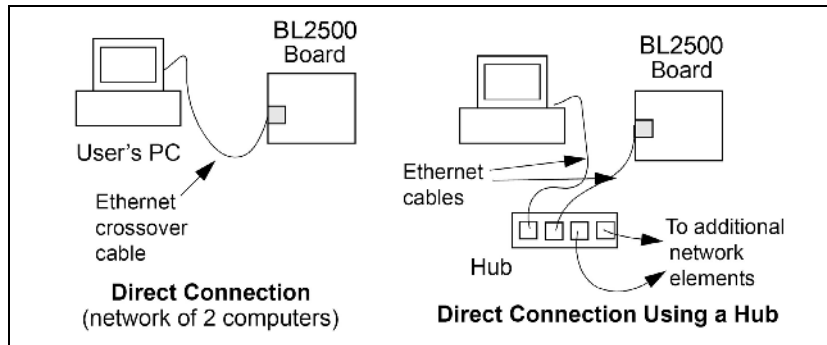 BL2500
Board
User's PC
Ethernet
crossover
cable
Direct Connection
(network of 2 computers)
BL2500
Board
Ethernet
cables
Hub
To additional
network
elements
Direct Connection Using a Hub